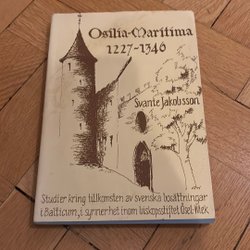 Osilia-Maritima
1227-1346
Svante Jakobsson
Studier kring tillkomsten av svenska bosättningar
i Balticum, i synnerhet inom biskopsstiftet Ösel-Wiek